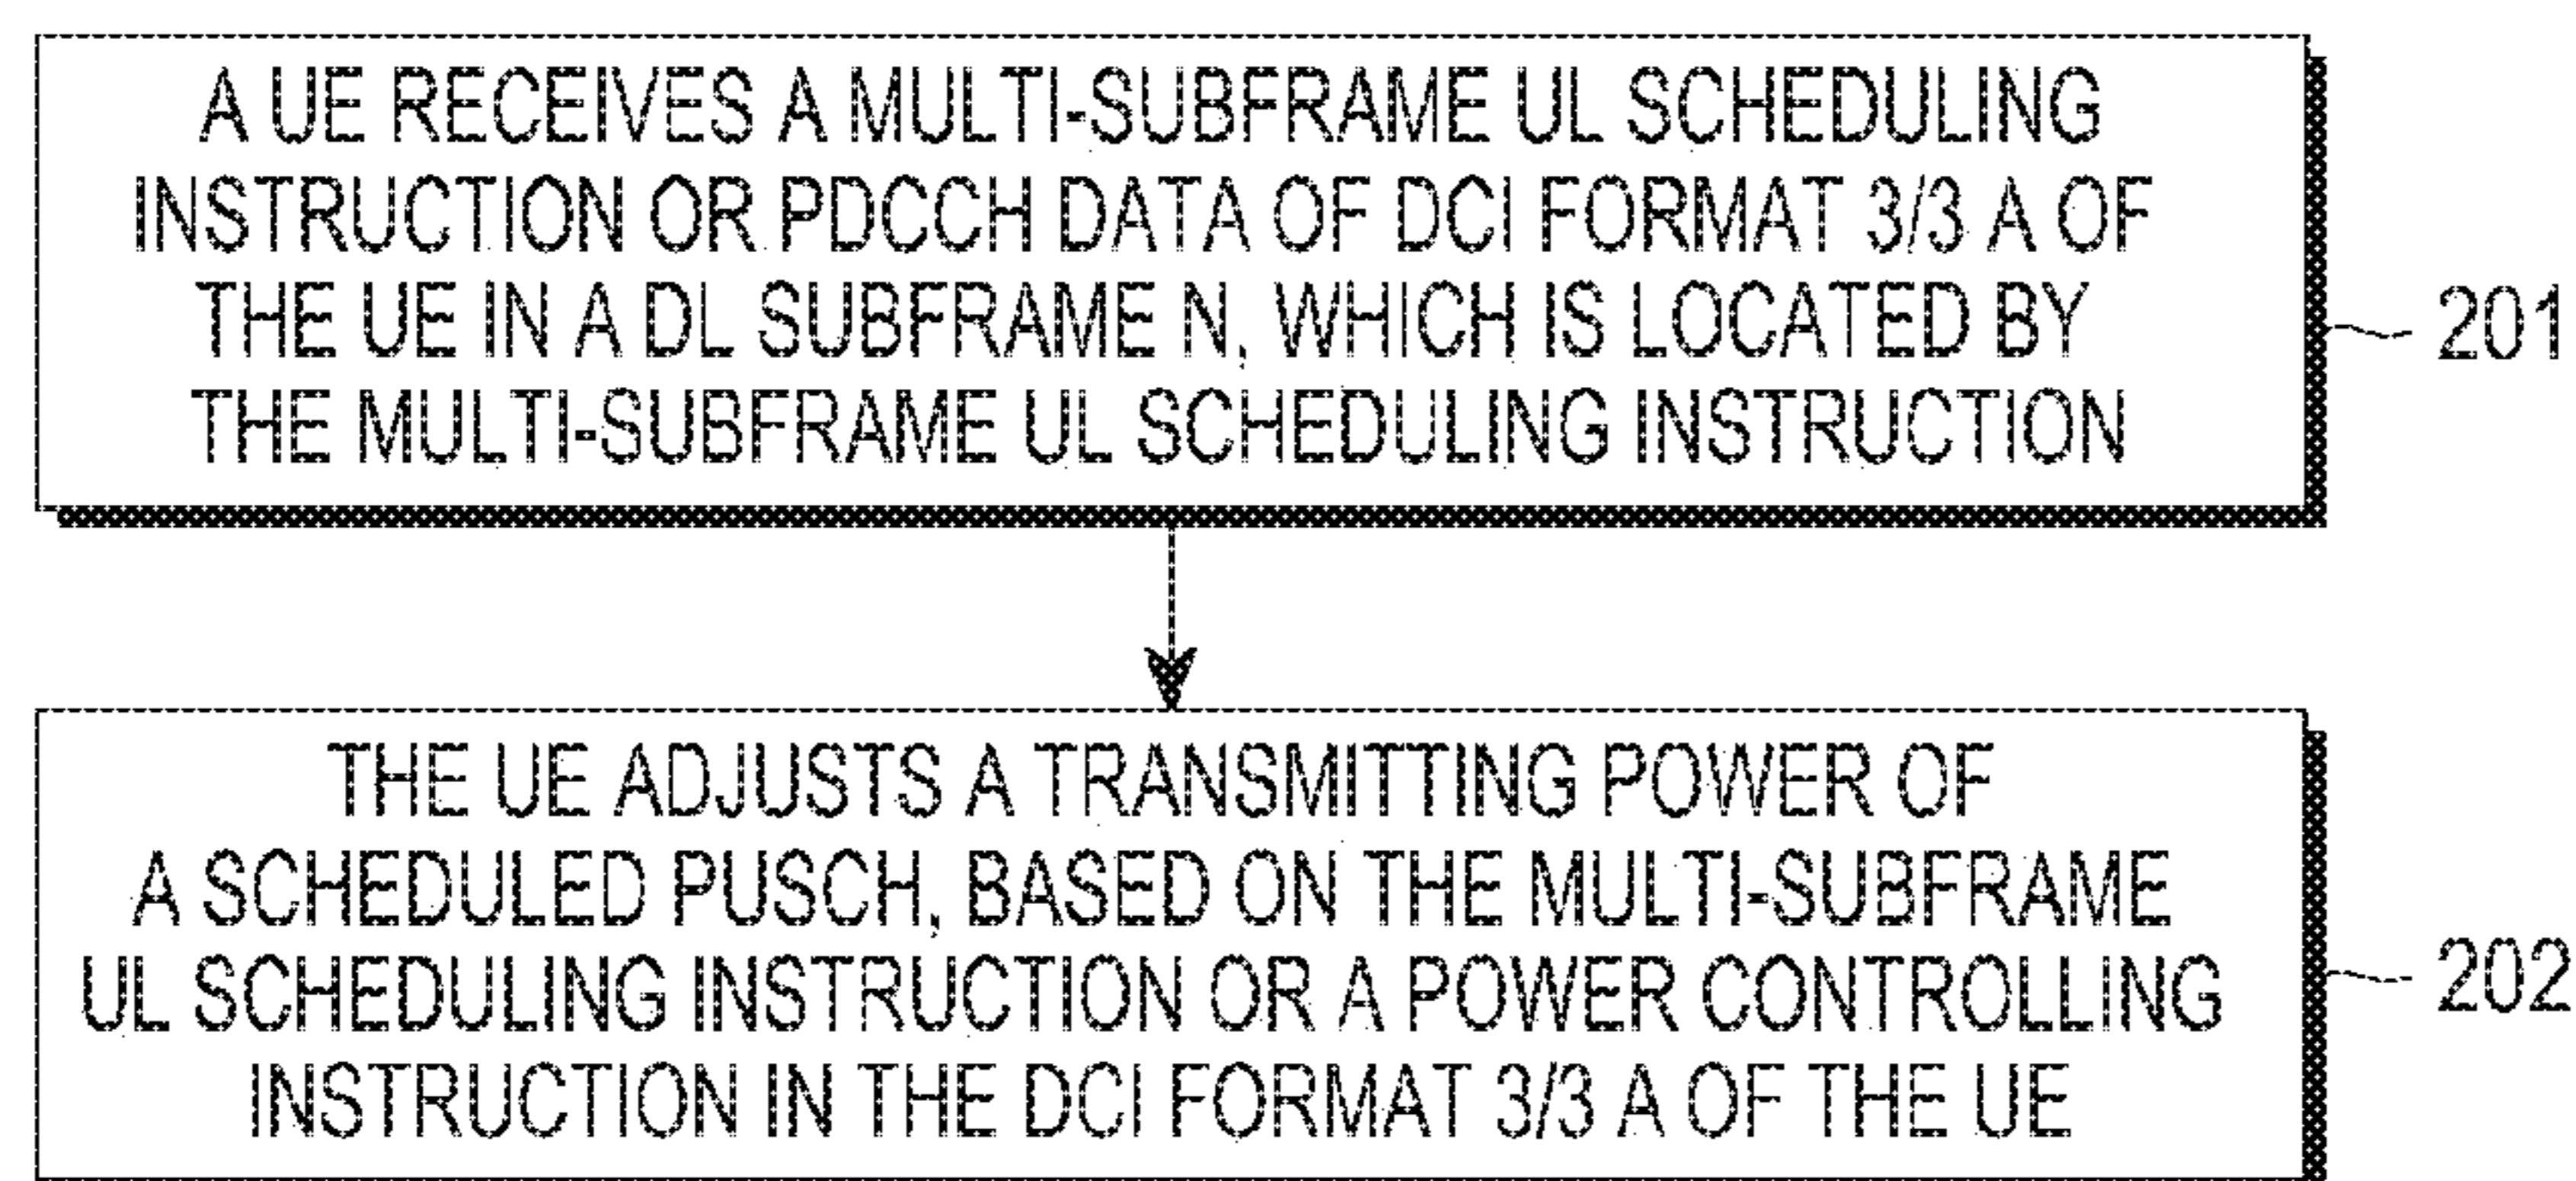 A UE RECEIVES A MULTI-SUBFRAME UL SCHEDULING
INSTRUCTION OR PDCCH DATA OF DCI FORMAT 3/3 A OF
THE UE IN A DL SUBFRAME N, WHICH IS LOCATED BY
THE MULTI-SUBFRAME UL SCHEDULING INSTRUCTION
201
THE UE ADJUSTS A TRANSMITTING POWER OF
A SCHEDULED PUSCH, BASED ON THE MULTI-SUBFRAME
UL SCHEDULING INSTRUCTION OR A POWER CONTROLLING
INSTRUCTION IN THE DCI FORMAT 3/3 A OF THE UE
202